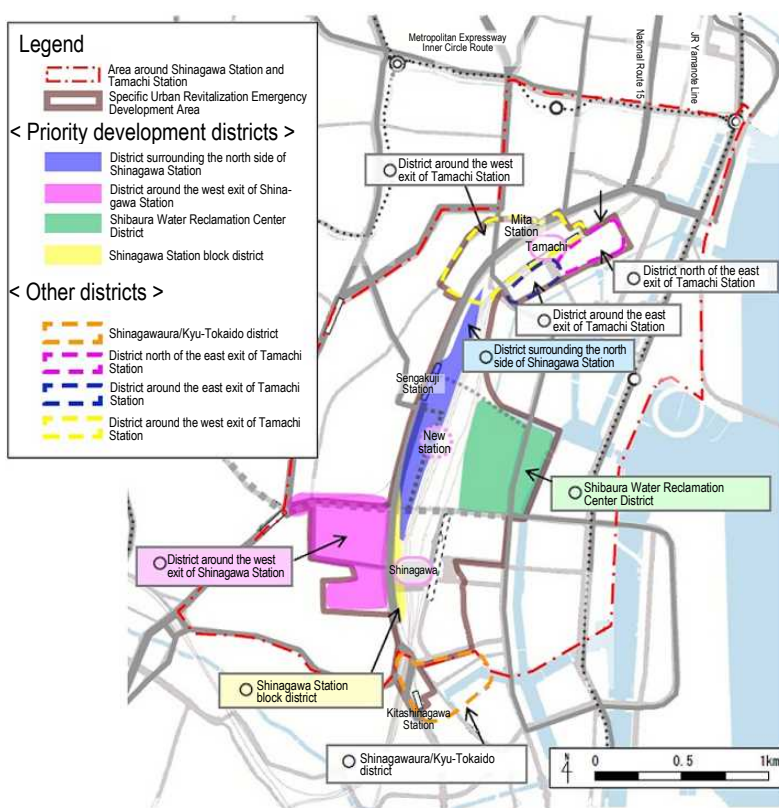 Legend
Area around Shinagawa Station and
Tamachi Station
Specific Urban Revitalization Emergency
Development Area
< Priority development districts >
District surrounding the north side of
Shinagawa Station
District around the west exit of Shina-
gawa Station
Shibaura Water Reclamation Center
District
Shinagawa Station block district
< Other districts >
Shinagawaura/Kyu-Tokaido district
District north of the east exit of Tamachi
Station
District around the east exit of Tamachi
Station
District around the west exit of Tamachi
Station
Metropolitan Expressway
Inner Circle Route
National Route 15
JR Yamanote Line
District around the west
exit of Tamachi Station
Mita
Station
Tamachi
District north of the east
exit of Tamachi Station
District around the east
exit of Tamachi Station
District surrounding the north
side of Shinagawa Station
Sengakuji
Station
New
station
Shibaura Water Reclamation
Center District
District around the west
exit of Shinagawa Station
Shinagawa
Shinagawa Station
block district
Kitashinagawa
Station
Shinagawaura/Kyu-Tokaido
district
N
4
0 0.5 1km